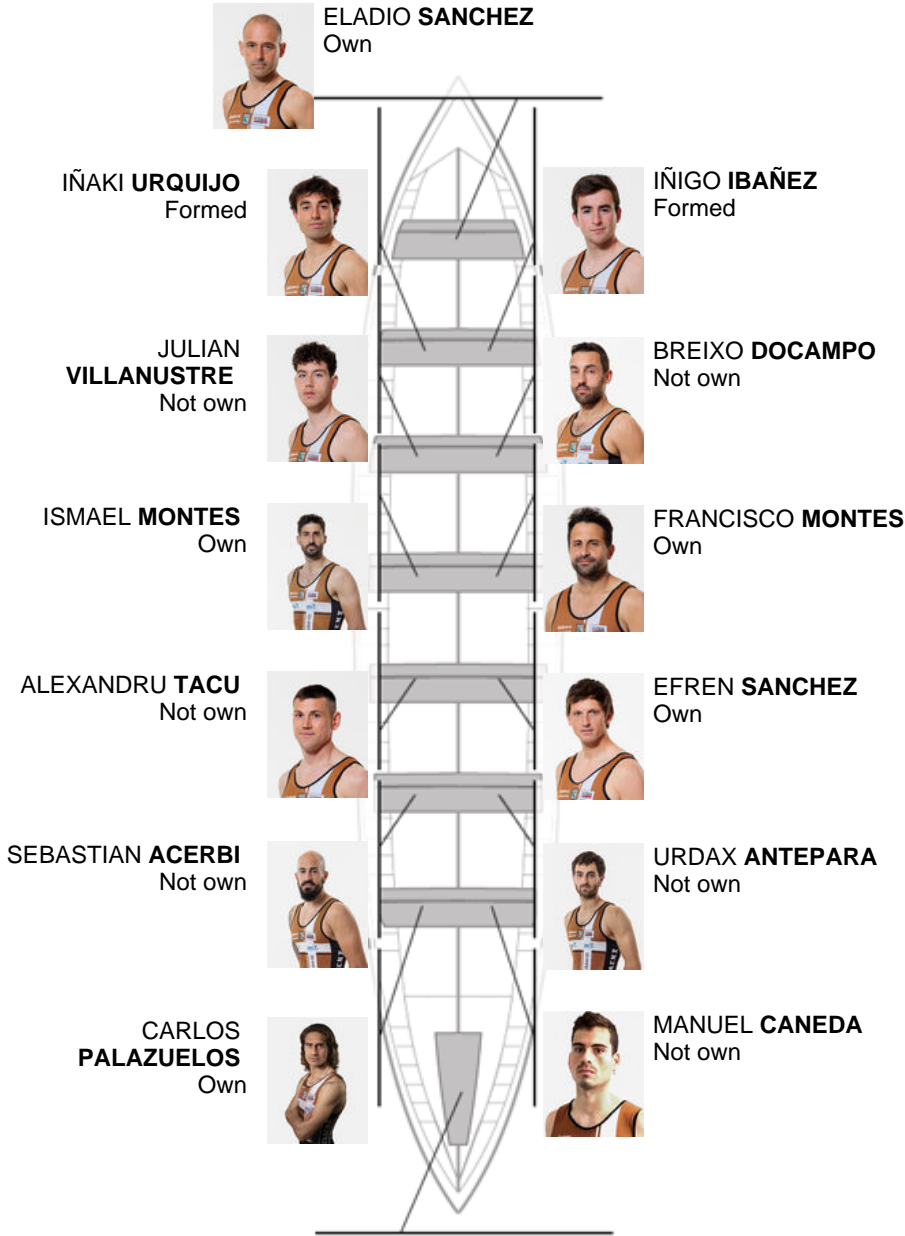 ELADIO SANCHEZ
Own
IÑAKI URQUIJO
Formed
IÑIGO IBAÑEZ
Formed
JULIAN
VILLANUSTRE
Not own
BREIXO DOCAMPO
Not own
ISMAEL MONTES
Own
FRANCISCO MONTES
Own
ALEXANDRU TACU
Not own
EFREN SANCHEZ
Own
SEBASTIAN ACERBI
Not own
URDAX ANTEPARA
Not own
CARLOS
PALAZUELOS
Own
MANUEL CANEDA
Not own